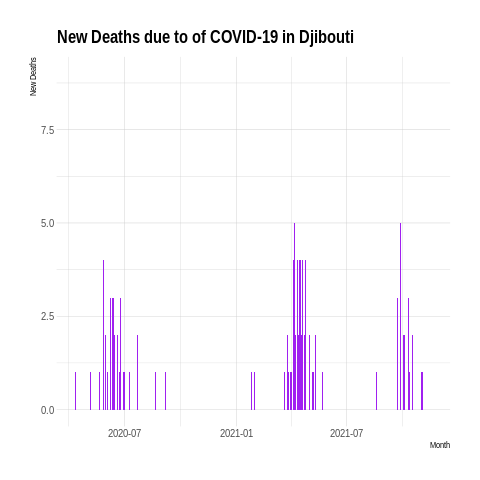 New Deaths due to of COVID-19 in Djibouti
New Deaths
7.5
5.0
2.5
0.0
2020-07 2021-01 2021-07
Month